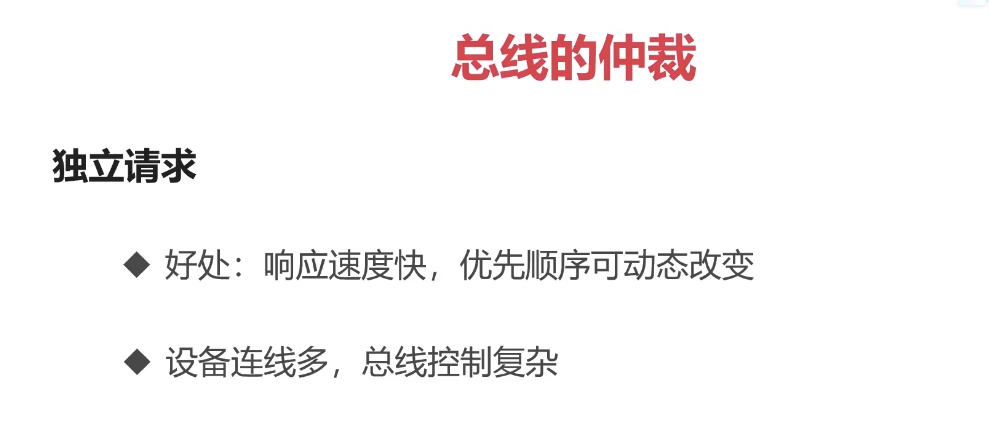 总线的仲裁
独立请求
◆ 好处：响应速度快，优先顺序可动态改变
◆ 设备连线多，总线控制复杂